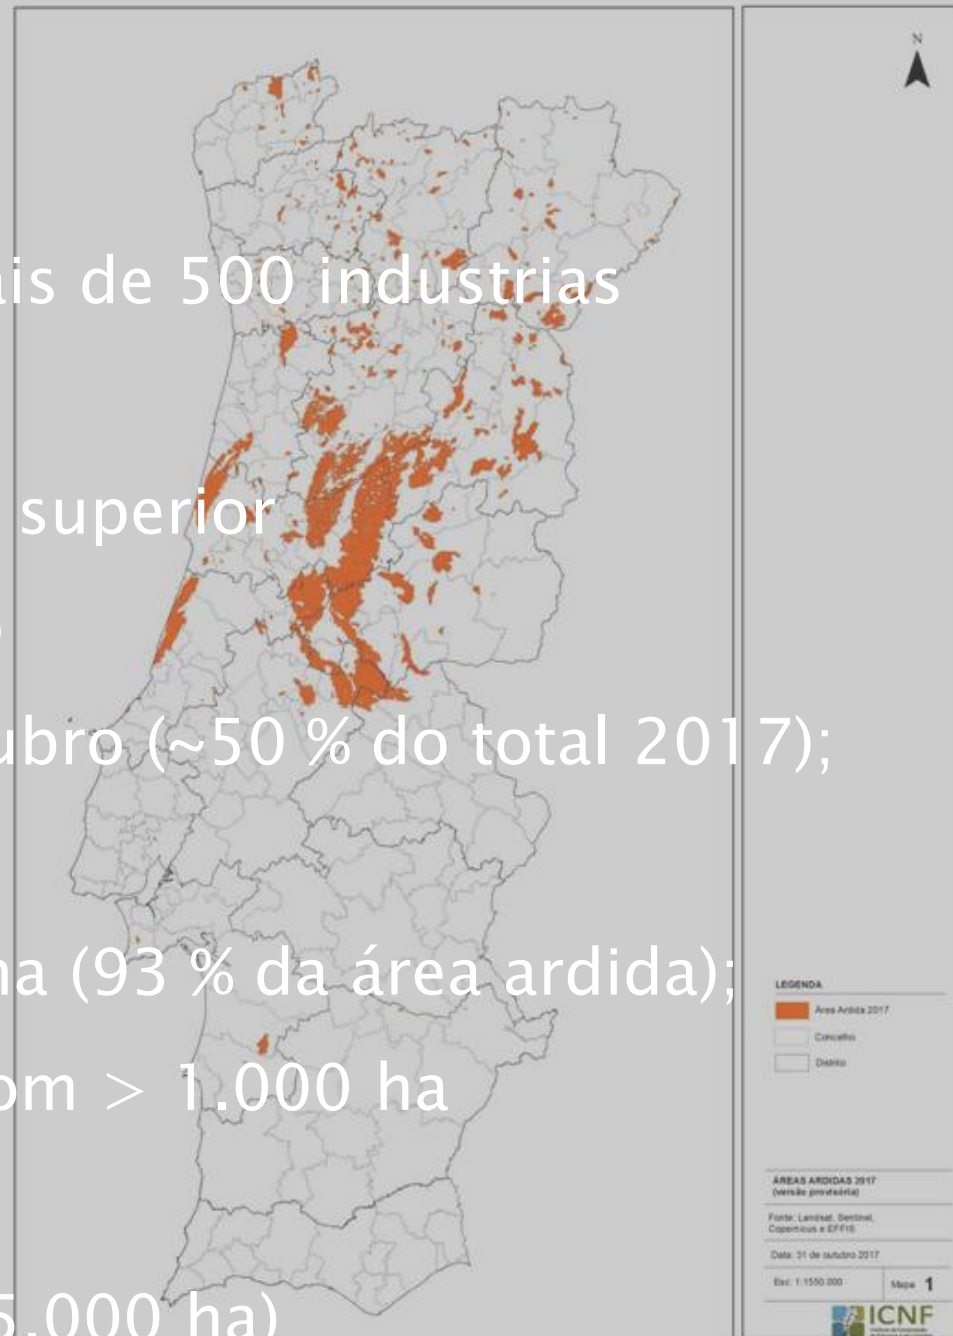 N
is de 500 industrias
superior
ubro (~50 % do total 2017);
a (93 % da área ardida);
om > 1.000 ha
5.000 ha)
LEGENDA
Área Ardida 2017
Concelho
Distrito
ÁREAS ARDIDAS 2017
(versão provisória)
Fonte: Landsat, Sentinel,
Copernicus e EFFIS
Data: 31 de outubro 2017
Esc: 1:1550.000
Mapa 1
ICNF